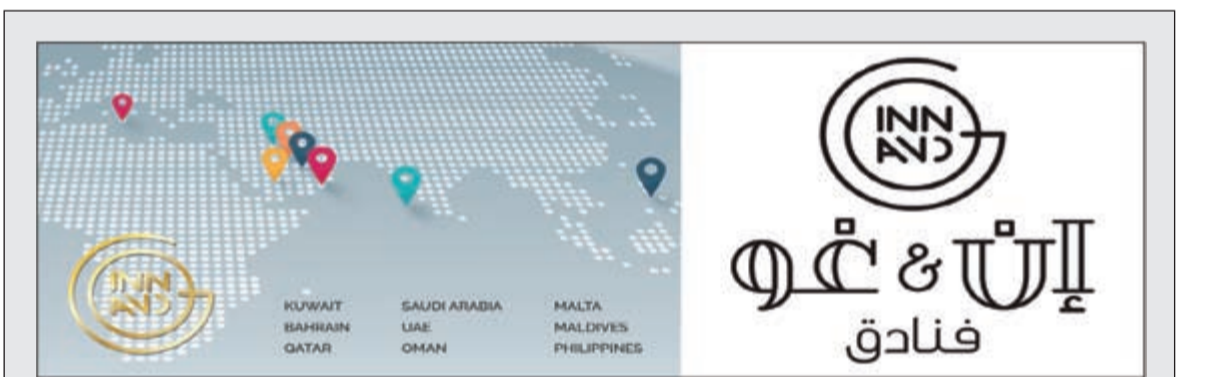 INN
AND
KUWAIT
BAHRAIN
QATAR
SAUDI ARABIA
UAE
OMAN
MALTA
MALDIVES
PHILIPPINES
INN
AND
إن & غو
فنادق